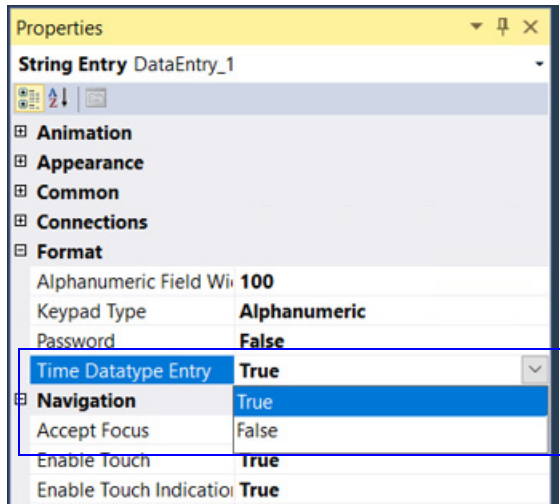 Properties
String Entry DataEntry_1
Animation
Appearance
Common
Connections
Format
Alphanumeric Field Wi 100
Keypad Type Alphanumeric
Password False
Time Datatype Entry True
Navigation True
Accept Focus False
Enable Touch True
Enable Touch Indication True